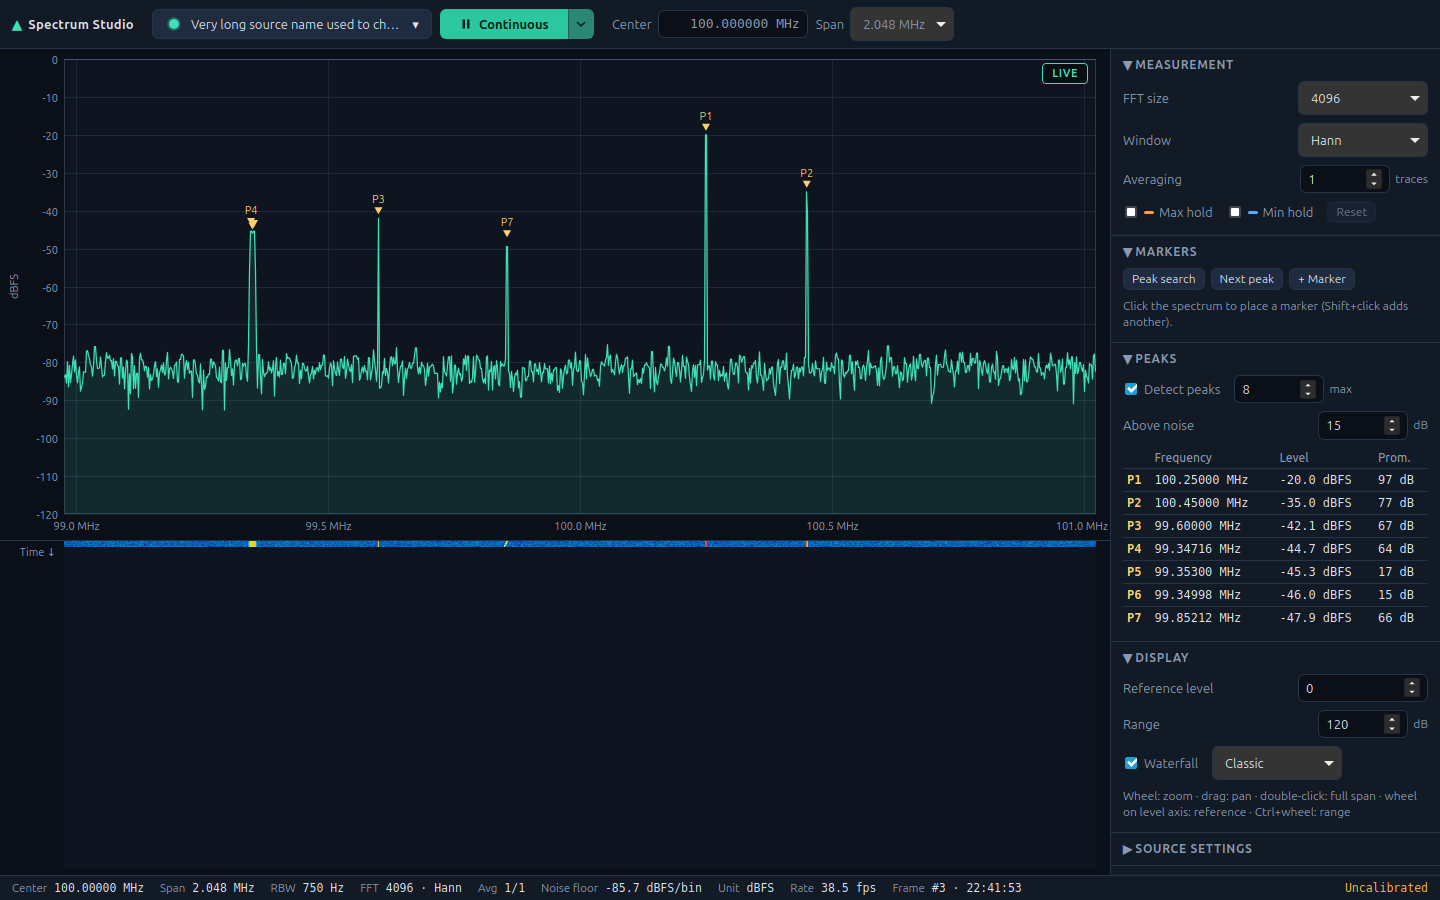 Spectrum Studio
Very long source name used to ch... ▾
Continuous
Center 100.000000 MHz Span 2.048 MHz
LIVE
dBFS
0
-10
-20
-30
-40
-50
-60
-70
-80
-90
-100
-110
-120
P1
P2
P3
P4
P7
99.0 MHz 99.5 MHz 100.0 MHz 100.5 MHz 101.0 MHz
Time ↓
▼ MEASUREMENT
FFT size 4096
Window Hann
Averaging 1 traces
Max hold Min hold Reset
▼ MARKERS
Peak search Next peak + Marker
Click the spectrum to place a marker (Shift+click adds
another).
▼ PEAKS
Detect peaks 8 max
Above noise 15 dB
Frequency Level Prom.
P1 100.25000 MHz -20.0 dBFS 97 dB
P2 100.45000 MHz -35.0 dBFS 77 dB
P3 99.60000 MHz -42.1 dBFS 67 dB
P4 99.34716 MHz -44.7 dBFS 64 dB
P5 99.35300 MHz -45.3 dBFS 17 dB
P6 99.34998 MHz -46.0 dBFS 15 dB
P7 99.85212 MHz -47.9 dBFS 66 dB
▼ DISPLAY
Reference level 0
Range 120 dB
Waterfall Classic
Wheel: zoom · drag: pan · double-click: full span · wheel
on level axis: reference · Ctrl+wheel: range
▶ SOURCE SETTINGS
Center 100.00000 MHz Span 2.048 MHz RBW 750 Hz FFT 4096 · Hann Avg 1/1 Noise floor -85.7 dBFS/bin Unit dBFS Rate 38.5 fps Frame #3 · 22:41:53 Uncalibrated